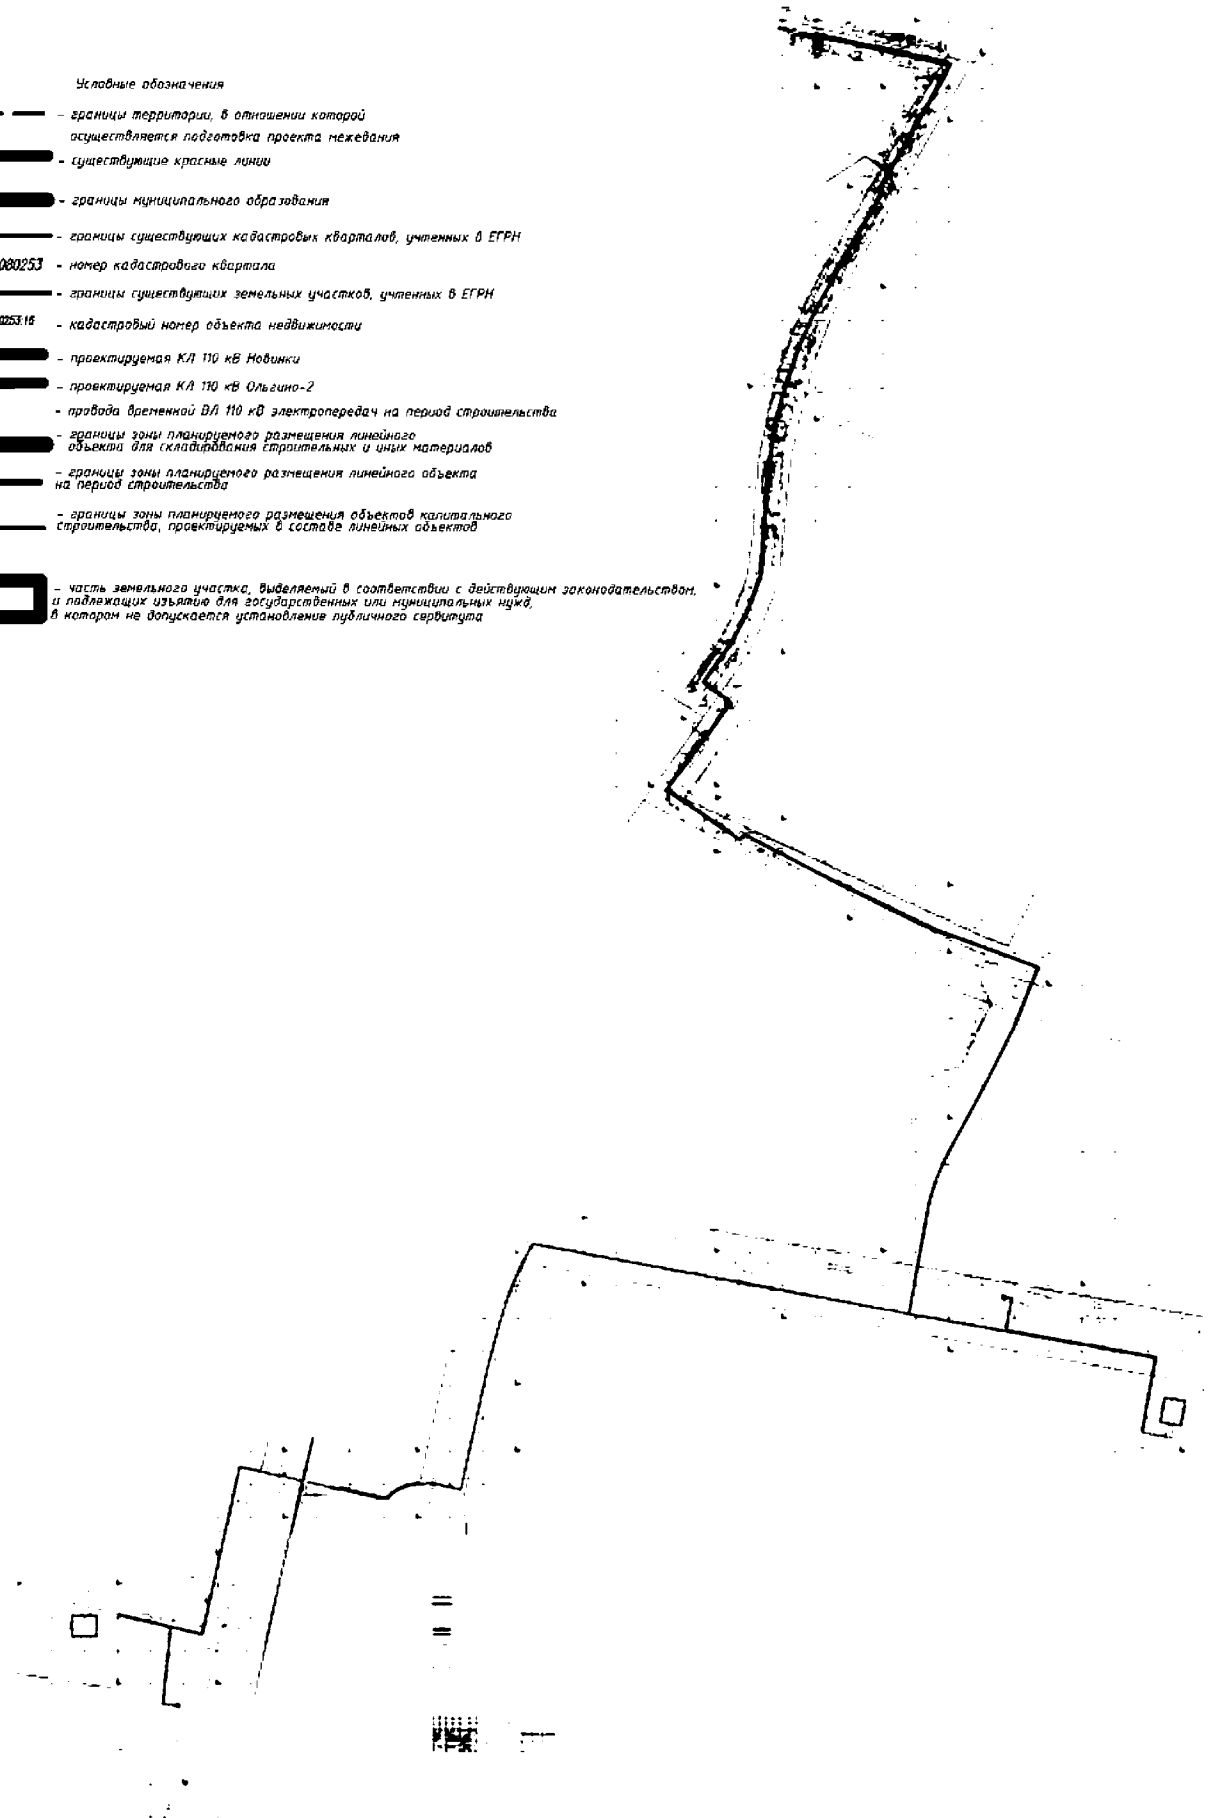 Условные обозначения
- границы территории, в отношении которой
осуществляется подготовка проекта межевания
- существующие красные линии
- границы муниципального образования
- границы существующих кадастровых кварталов, учтенных в ЕГРН
080253 - номер кадастрового квартала
- границы существующих земельных участков, учтенных в ЕГРН
0253:16 - кадастровый номер объекта недвижимости
- проектируемая КЛ 110 кВ Новинки
- проектируемая КЛ 110 кВ Ольгино-2
- провода временной ВЛ 110 кВ электропередач на период строительства
- границы зоны планируемого размещения линейного
объекта для складирования строительных и иных материалов
- границы зоны планируемого размещения линейного объекта
на период строительства
- границы зоны планируемого размещения объектов капитального
строительства, проектируемых в составе линейных объектов
- часть земельного участка, выделяемый в соответствии с действующим законодательством,
и подлежащих изъятию для государственных или муниципальных нужд,
в котором не допускается установление публичного сервитута